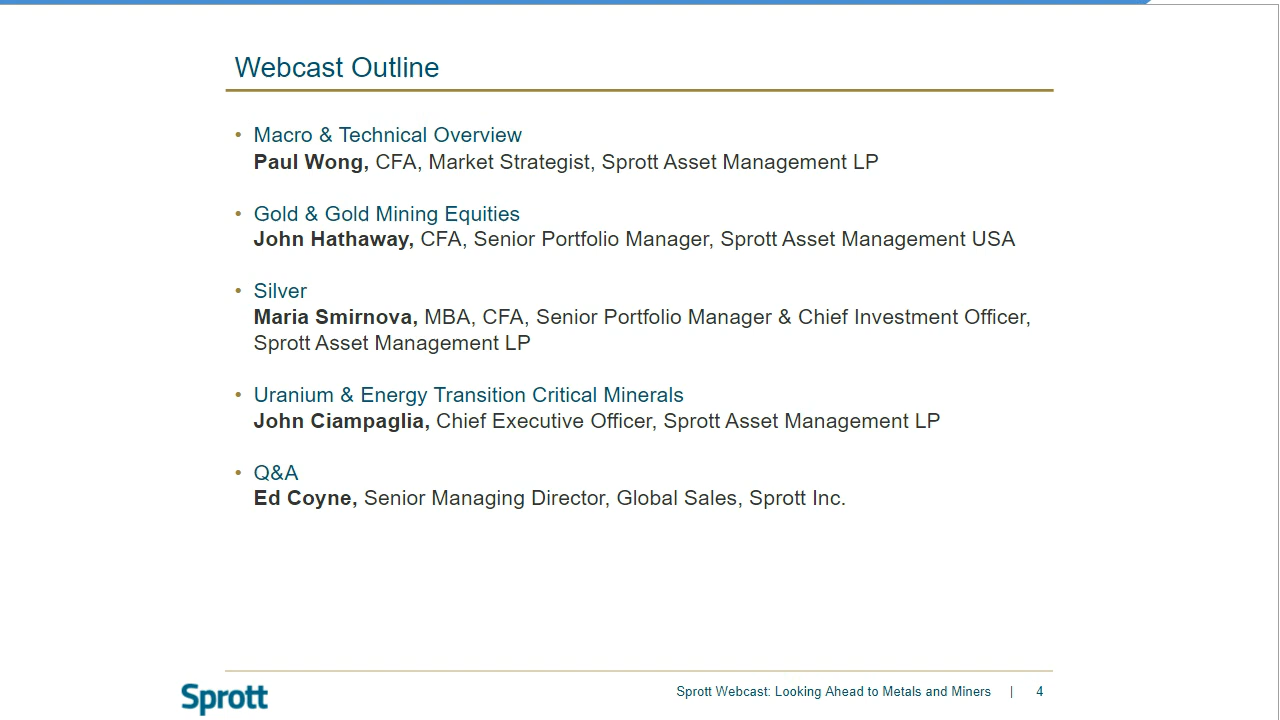 Webcast Outline
• Macro & Technical Overview
Paul Wong, CFA, Market Strategist, Sprott Asset Management LP
• Gold & Gold Mining Equities
John Hathaway, CFA, Senior Portfolio Manager, Sprott Asset Management USA
• Silver
Maria Smirnova, MBA, CFA, Senior Portfolio Manager & Chief Investment Officer,
Sprott Asset Management LP
• Uranium & Energy Transition Critical Minerals
John Ciampaglia, Chief Executive Officer, Sprott Asset Management LP
• Q&A
Ed Coyne, Senior Managing Director, Global Sales, Sprott Inc.
Sprott
Sprott Webcast: Looking Ahead to Metals and Miners | 4